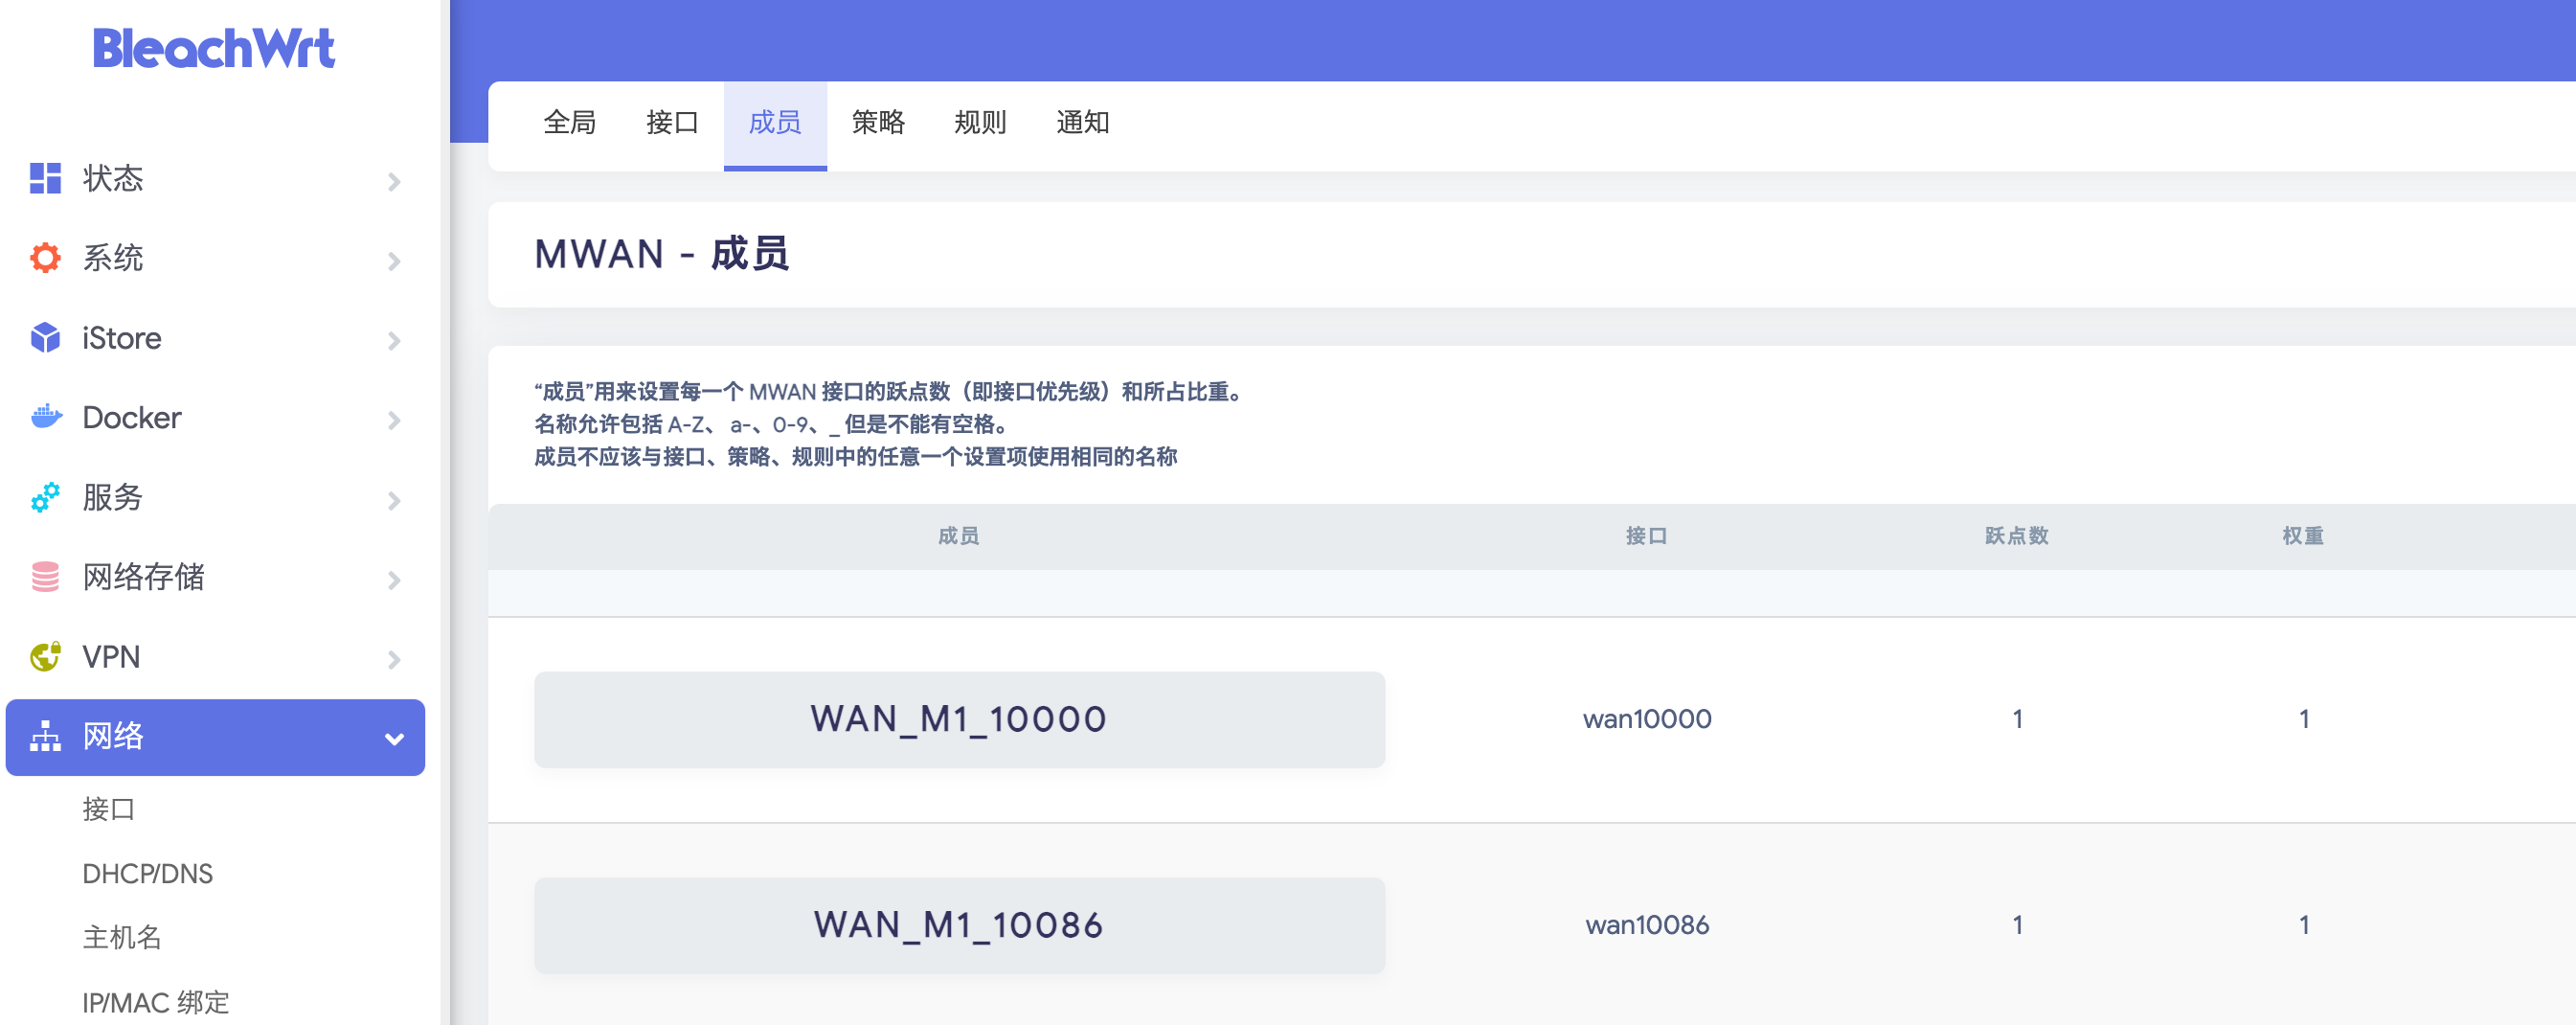 BleachWrt
状态
系统
iStore
Docker
服务
网络存储
VPN
网络
接口
DHCP/DNS
主机名
IP/MAC 绑定
全局 接口 成员 策略 规则 通知
MWAN - 成员
“成员”用来设置每一个 MWAN 接口的跃点数（即接口优先级）和所占比重。
名称允许包括 A-Z、 a-、0-9、_ 但是不能有空格。
成员不应该与接口、策略、规则中的任意一个设置项使用相同的名称
成员 接口 跃点数 权重
WAN_M1_10000 wan10000 1 1
WAN_M1_10086 wan10086 1 1